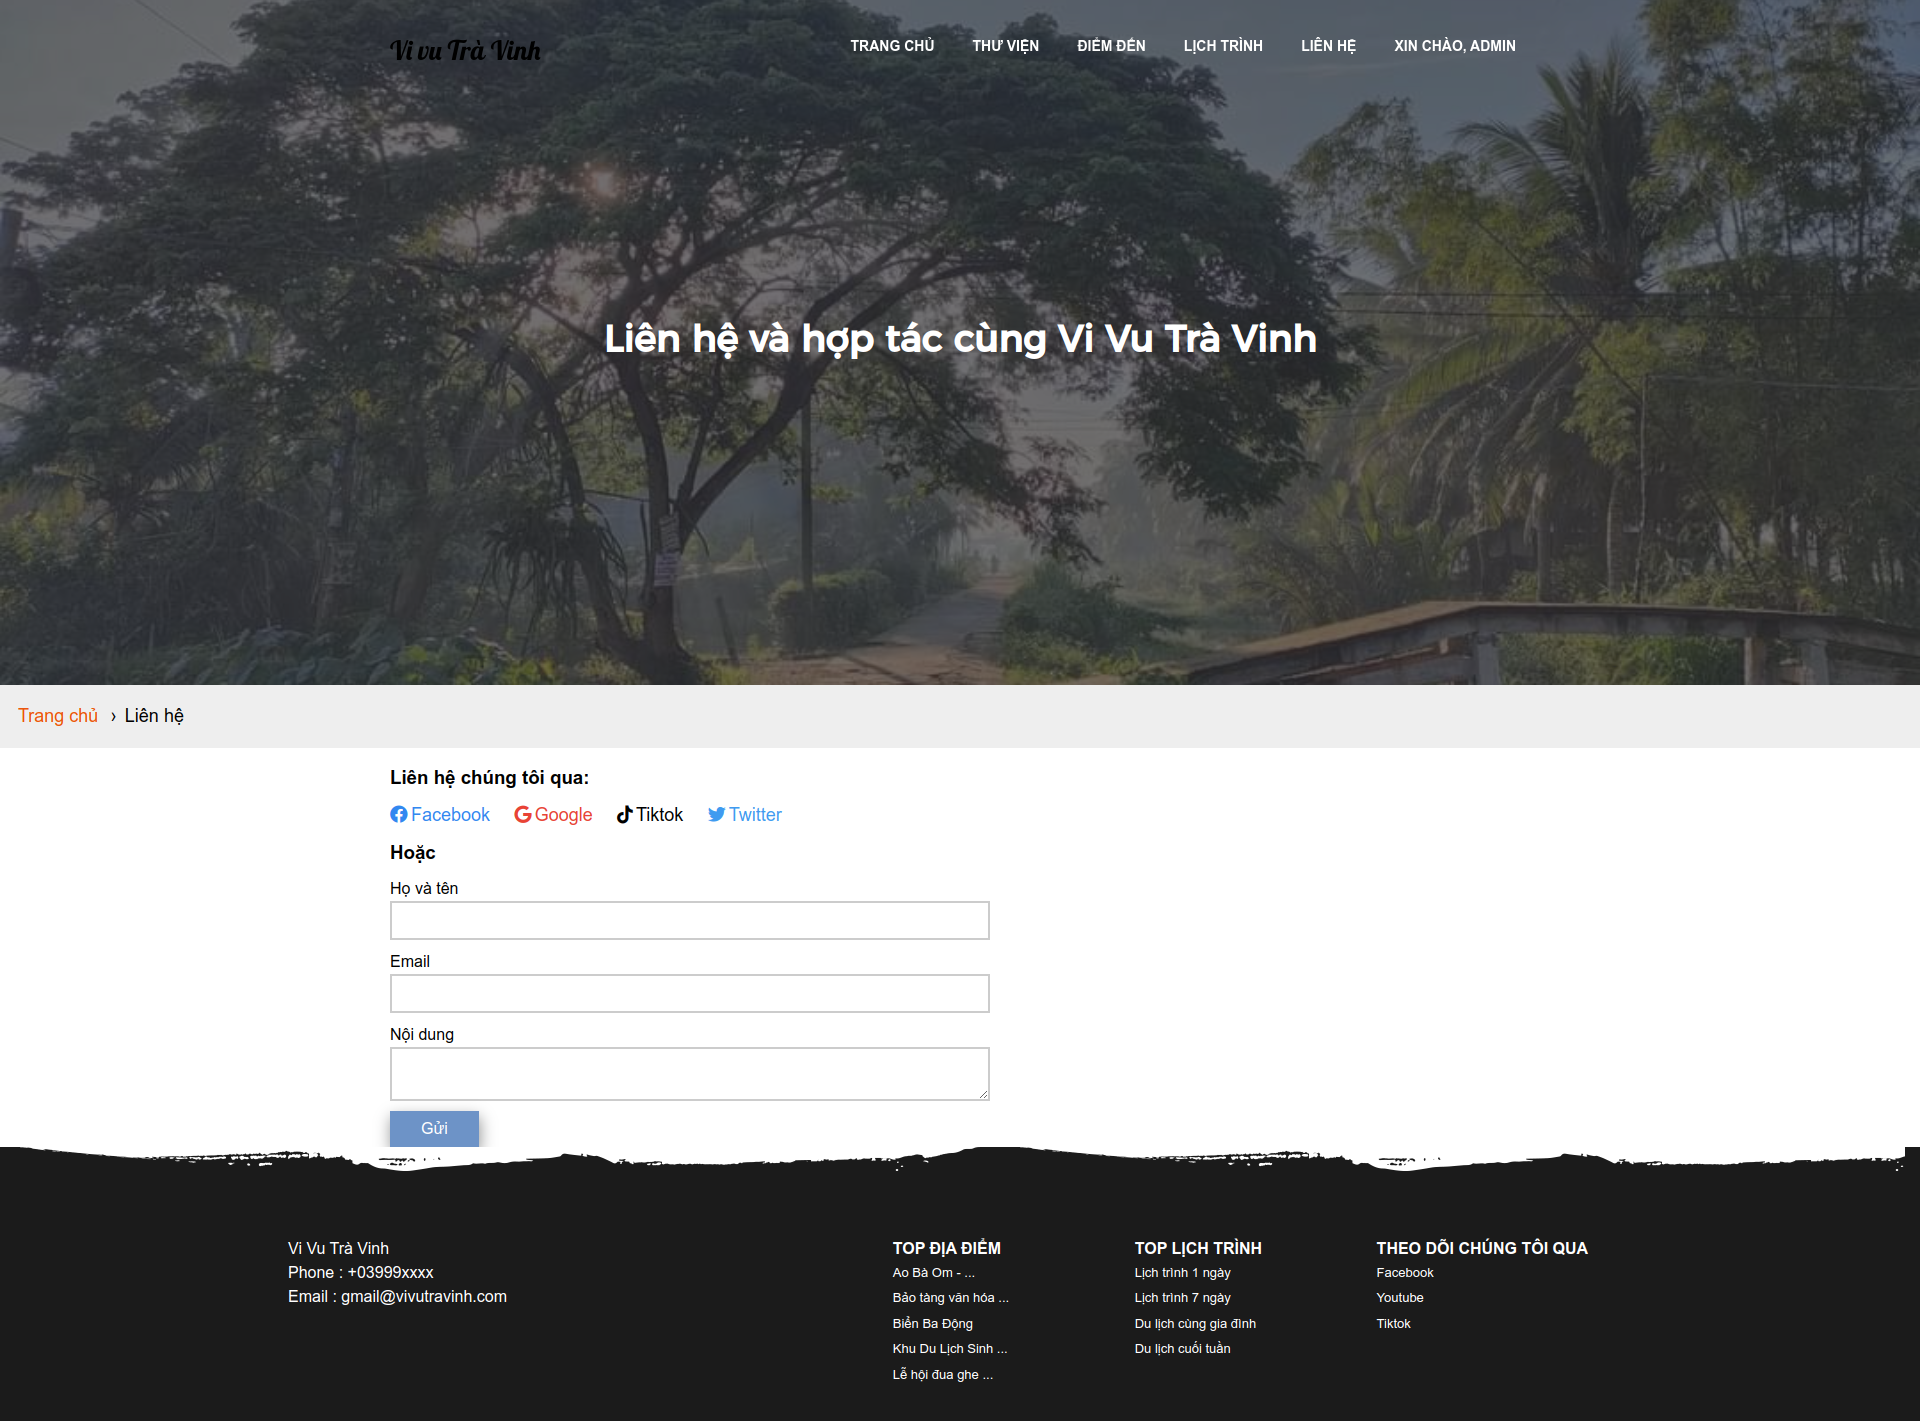 Vi vu Trà Vinh
TRANG CHỦ
THƯ VIỆN
ĐIỂM ĐẾN
LỊCH TRÌNH
LIÊN HỆ
XIN CHÀO, ADMIN
Liên hệ và hợp tác cùng Vi Vu Trà Vinh
Trang chủ › Liên hệ
Liên hệ chúng tôi qua:
Facebook
Google
Tiktok
Twitter
Hoặc
Họ và tên
Email
Nội dung
Gửi
Vi Vu Trà Vinh
Phone : +03999xxxx
Email : gmail@vivutravinh.com
TOP ĐỊA ĐIỂM
Ao Bà Om - ...
Bảo tàng văn hóa ...
Biển Ba Động
Khu Du Lịch Sinh ...
Lễ hội đua ghe ...
TOP LỊCH TRÌNH
Lịch trình 1 ngày
Lịch trình 7 ngày
Du lịch cùng gia đình
Du lịch cuối tuần
THEO DÕI CHÚNG TÔI QUA
Facebook
Youtube
Tiktok